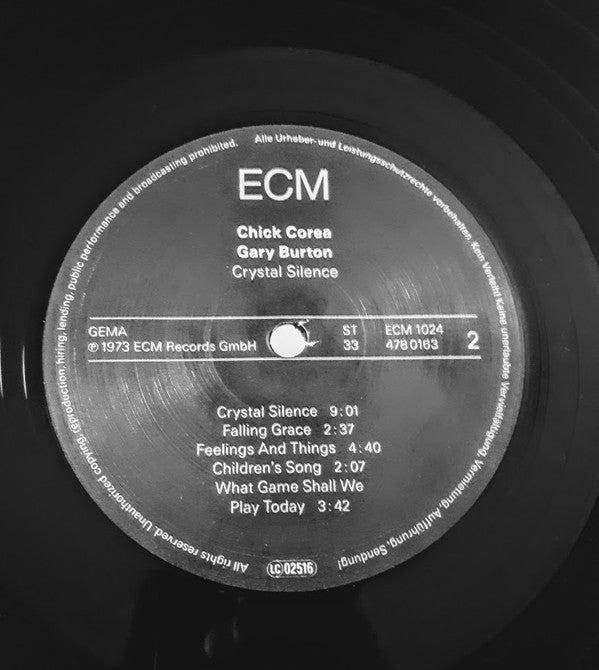 ECM
Chick Corea
Gary Burton
Crystal Silence
GEMA
℗ 1973 ECM Records GmbH
ST
33
ECM 1024
478 0163
2
Crystal Silence 9:01
Falling Grace 2:37
Feelings And Things 4:40
Children's Song 2:07
What Game Shall We
Play Today 3:42
LC 02516
Alle Urheber- und Leistungsschutzrechte vorbehalten. Kein Verleih! Keine unerlaubte Vervielfältigung, Vermietung, Aufführung, Sendung!
All rights reserved. Unauthorized copying, reproduction, hiring, lending, public performance and broadcasting prohibited.